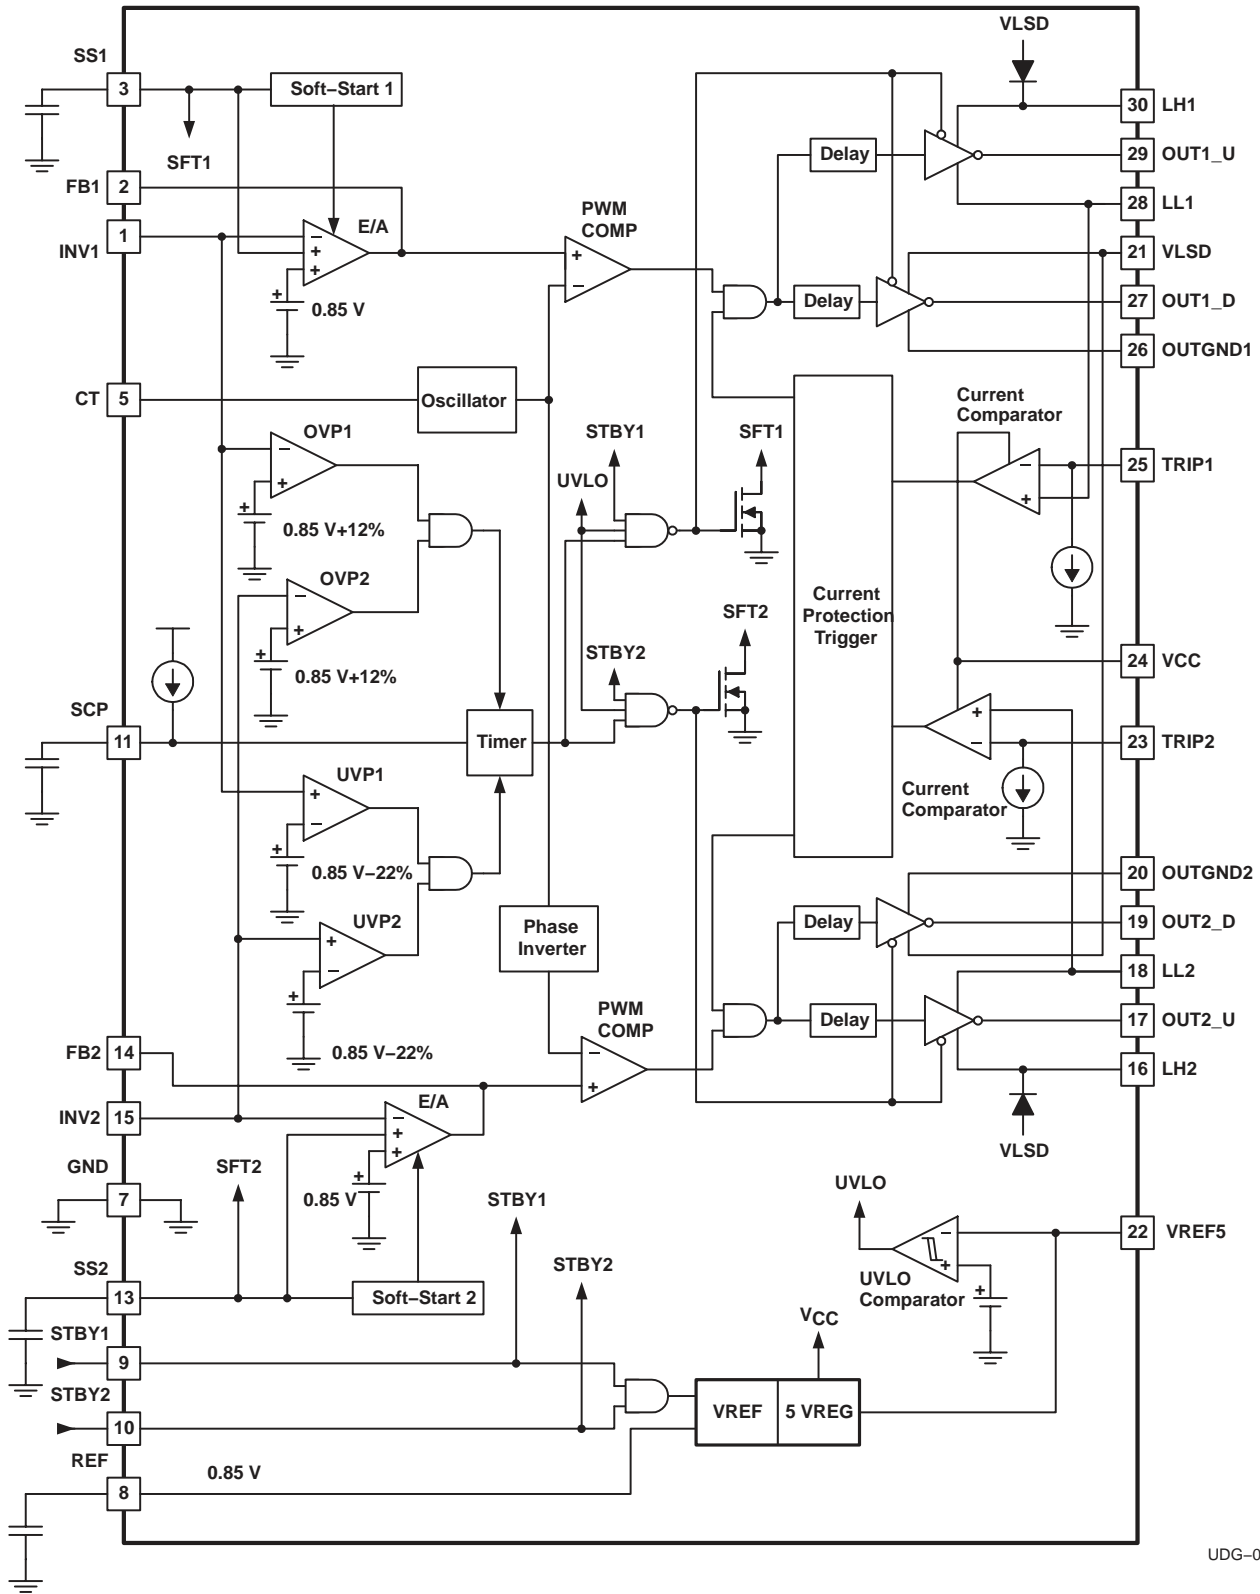 VLSD
SS1
3
Soft−Start 1
30 LH1
SFT1
Delay
29 OUT1_U
FB1
2
28 LL1
PWM
COMP
1
INV1
E/A
−
+
+
+
−
21 VLSD
+
0.85 V
Delay
27 OUT1_D
26 OUTGND1
CT
5
Oscillator
Current
Comparator
OVP1
−
+
STBY1
SFT1
−
+
25 TRIP1
UVLO
+
0.85 V+12%
OVP2
−
+
Current
Protection
Trigger
SFT2
+
0.85 V+12%
STBY2
24 VCC
SCP
11
Timer
+
−
23 TRIP2
UVP1
+
−
Current
Comparator
+
0.85 V−22%
20 OUTGND2
UVP2
+
−
Phase
Inverter
Delay
19 OUT2_D
18 LL2
+
PWM
COMP
Delay
17 OUT2_U
0.85 V−22%
FB2
14
−
+
16 LH2
INV2
15
E/A
−
+
+
VLSD
GND
7
SFT2
+
0.85 V
STBY1
UVLO
−
+
22 VREF5
SS2
13
Soft−Start 2
STBY2
UVLO
Comparator
+
STBY1
9
VCC
STBY2
10
VREF
5 VREG
REF
8
0.85 V
UDG−0